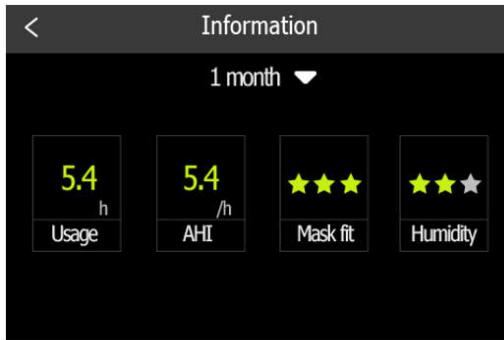 Information
1 month
5.4 h
Usage
5.4 /h
AHI
Mask fit
Humidity